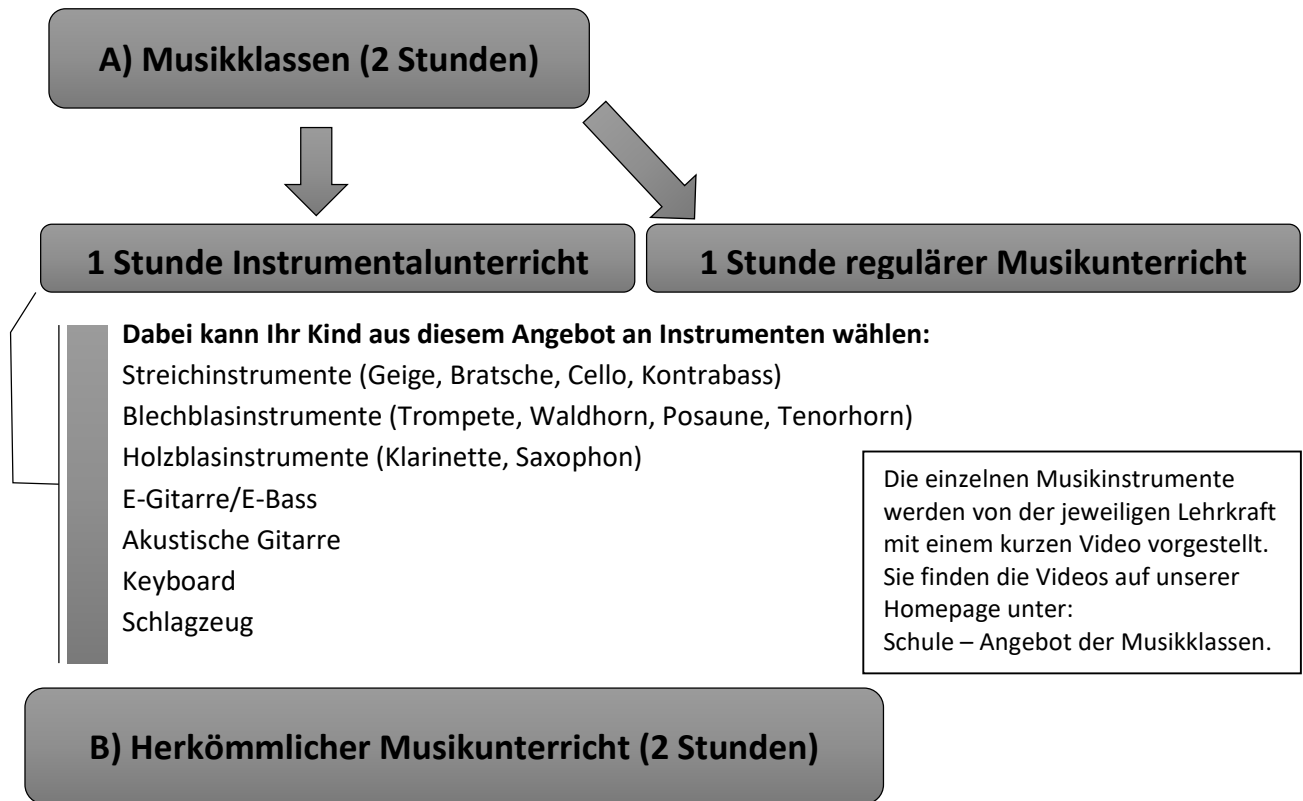 A) Musikklassen (2 Stunden)
1 Stunde Instrumentalunterricht
1 Stunde regulärer Musikunterricht
Dabei kann Ihr Kind aus diesem Angebot an Instrumenten wählen:
Streichinstrumente (Geige, Bratsche, Cello, Kontrabass)
Blechblasinstrumente (Trompete, Waldhorn, Posaune, Tenorhorn)
Holzblasinstrumente (Klarinette, Saxophon)
E-Gitarre/E-Bass
Akustische Gitarre
Keyboard
Schlagzeug
Die einzelnen Musikinstrumente
werden von der jeweiligen Lehrkraft
mit einem kurzen Video vorgestellt.
Sie finden die Videos auf unserer
Homepage unter:
Schule – Angebot der Musikklassen.
B) Herkömmlicher Musikunterricht (2 Stunden)